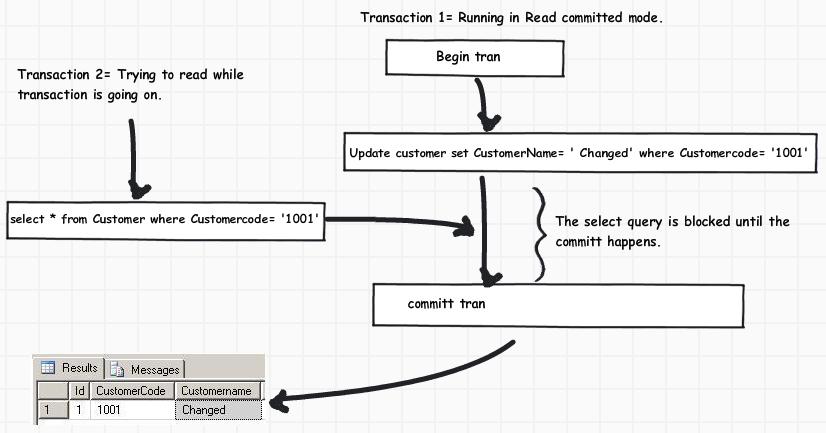 Transaction 1= Running in Read committed mode.
Begin tran
Transaction 2= Trying to read while
transaction is going on.
Update customer set CustomerName= ' Changed' where Customercode= '1001'
select * from Customer where Customercode= '1001'
The select query is blocked until the
committ happens.
committ tran
Results Messages
Id CustomerCode Customername
1 1 1001 Changed